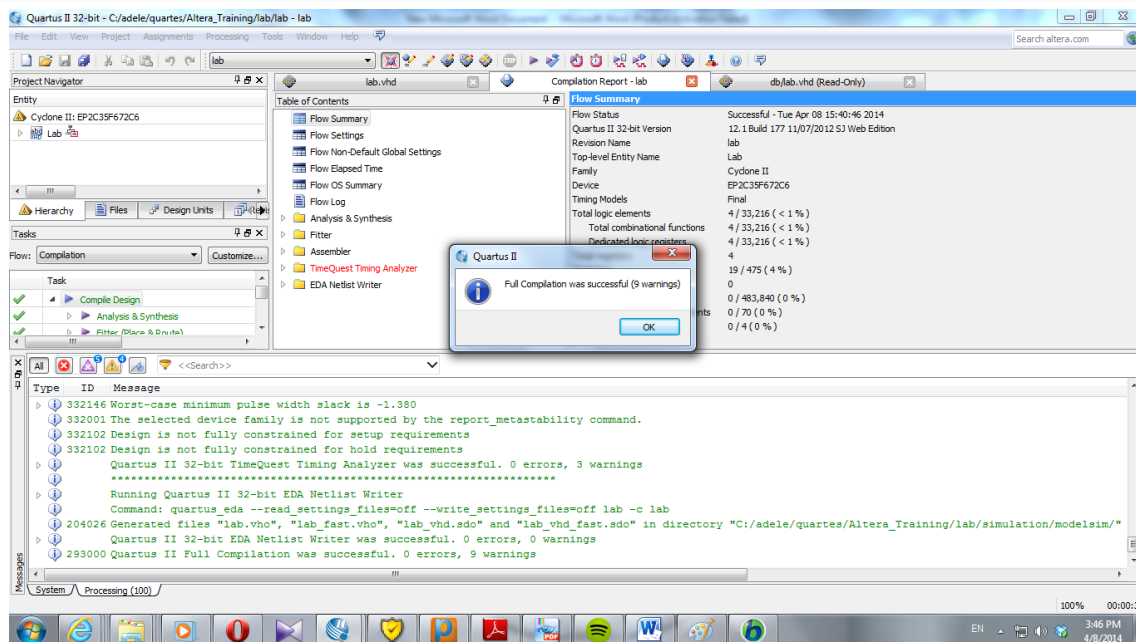 Quartus II 32-bit - C:/adele/quartes/Altera_Training/lab/lab - lab
File Edit View Project Assignments Processing Tools Window Help
Search altera.com
lab
Project Navigator
Entity
Cyclone II: EP2C35F672C6
Lab
Hierarchy Files Design Units
Tasks
Flow: Compilation Customize...
Task
Compile Design
Analysis & Synthesis
Fitter (Place & Route)
lab.vhd Compilation Report - lab db/lab.vhd (Read-Only)
Table of Contents
Flow Summary
Flow Settings
Flow Non-Default Global Settings
Flow Elapsed Time
Flow OS Summary
Flow Log
Analysis & Synthesis
Fitter
Assembler
TimeQuest Timing Analyzer
EDA Netlist Writer
Flow Summary
Flow Status Successful - Tue Apr 08 15:40:46 2014
Quartus II 32-bit Version 12.1 Build 177 11/07/2012 SJ Web Edition
Revision Name lab
Top-level Entity Name Lab
Family Cyclone II
Device EP2C35F672C6
Timing Models Final
Total logic elements 4 / 33,216 ( < 1 % )
Total combinational functions 4 / 33,216 ( < 1 % )
Dedicated logic registers 4 / 33,216 ( < 1 % )
4
19 / 475 ( 4 % )
0
0 / 483,840 ( 0 % )
nts 0 / 70 ( 0 % )
0 / 4 ( 0 % )
Quartus II
Full Compilation was successful (9 warnings)
OK
All 5 4 <<Search>>
Type ID Message
332146 Worst-case minimum pulse width slack is -1.380
332001 The selected device family is not supported by the report_metastability command.
332102 Design is not fully constrained for setup requirements
332102 Design is not fully constrained for hold requirements
Quartus II 32-bit TimeQuest Timing Analyzer was successful. 0 errors, 3 warnings
*******************************************************************
Running Quartus II 32-bit EDA Netlist Writer
Command: quartus_eda --read_settings_files=off --write_settings_files=off lab -c lab
204026 Generated files "lab.vho", "lab_fast.vho", "lab_vhd.sdo" and "lab_vhd_fast.sdo" in directory "C:/adele/quartes/Altera_Training/lab/simulation/modelsim/"
Quartus II 32-bit EDA Netlist Writer was successful. 0 errors, 0 warnings
293000 Quartus II Full Compilation was successful. 0 errors, 9 warnings
Messages
System Processing (100)
100% 00:00:
EN 3:46 PM
4/8/2014